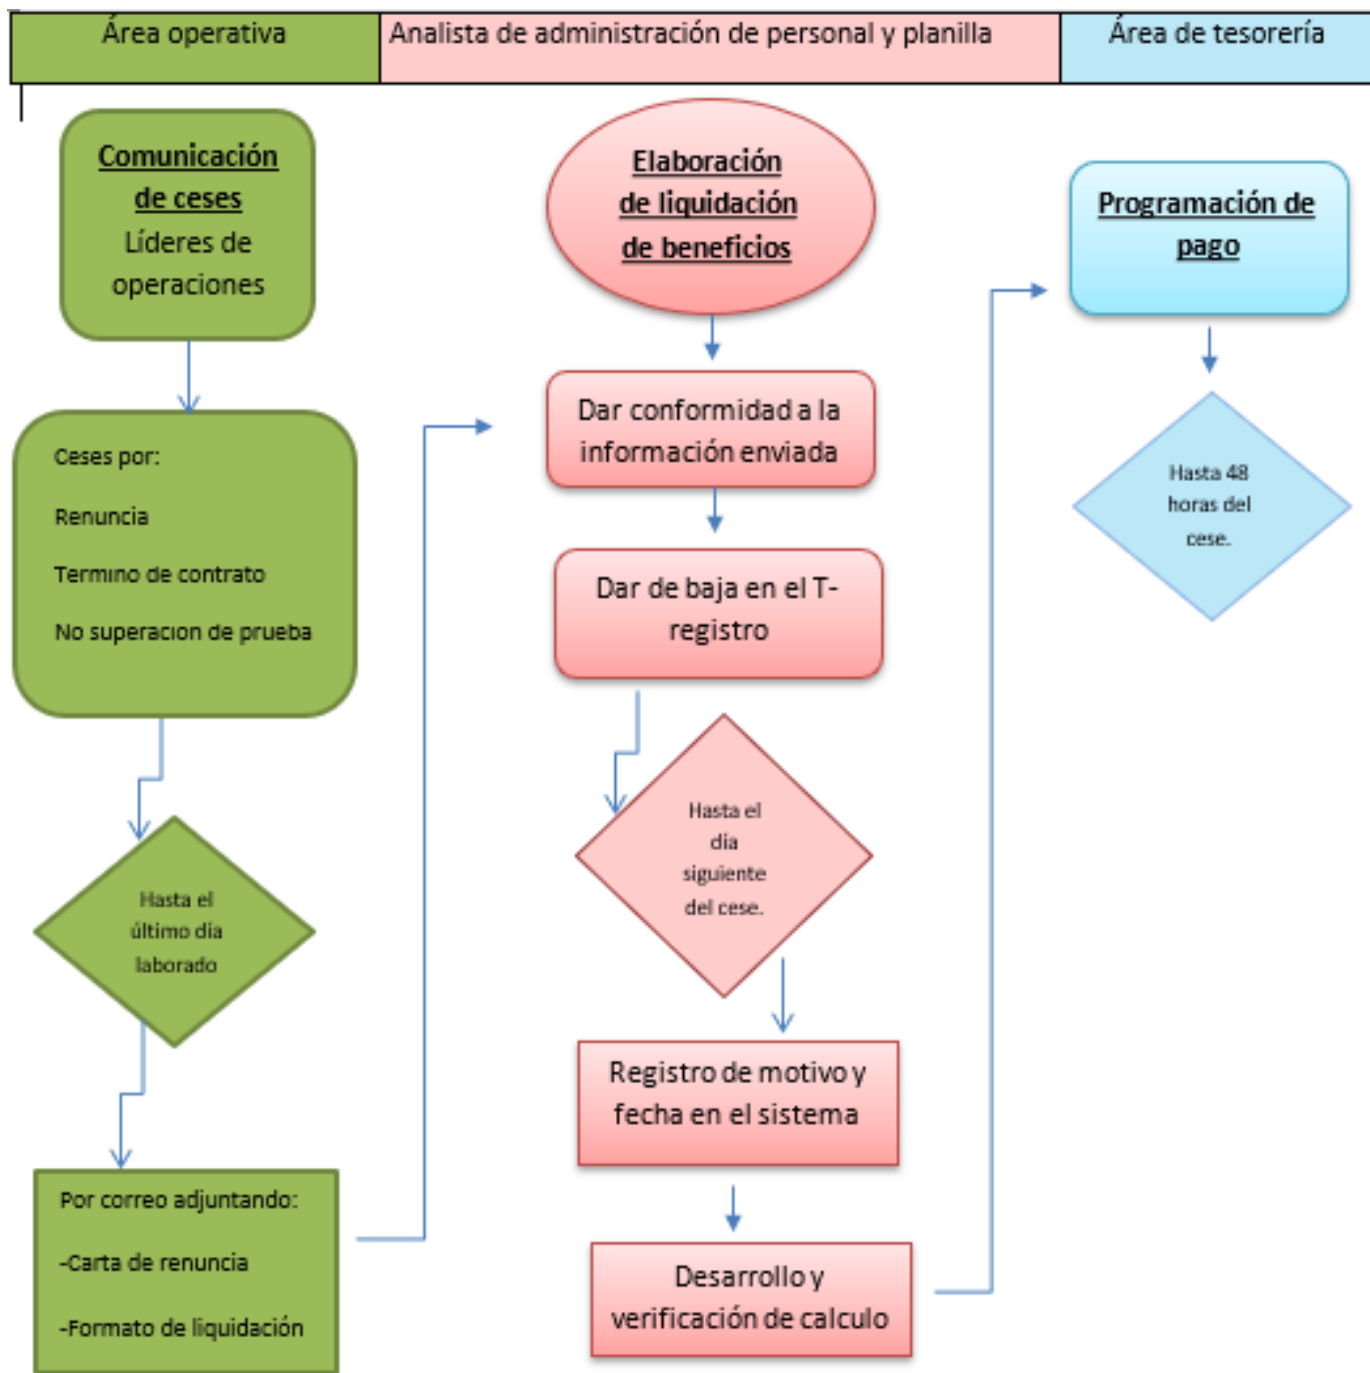 Área operativa
Analista de administración de personal y planilla
Área de tesorería
Comunicación
de ceses
Líderes de
operaciones
Ceses por:
Renuncia
Termino de contrato
No superacion de prueba
Hasta el
último día
laborado
Por correo adjuntando:
-Carta de renuncia
-Formato de liquidación
Elaboración
de liquidación
de beneficios
Dar conformidad a la
información enviada
Dar de baja en el T-
registro
Hasta el
día
siguiente
del cese.
Registro de motivo y
fecha en el sistema
Desarrollo y
verificación de calculo
Programación de
pago
Hasta 48
horas del
cese.